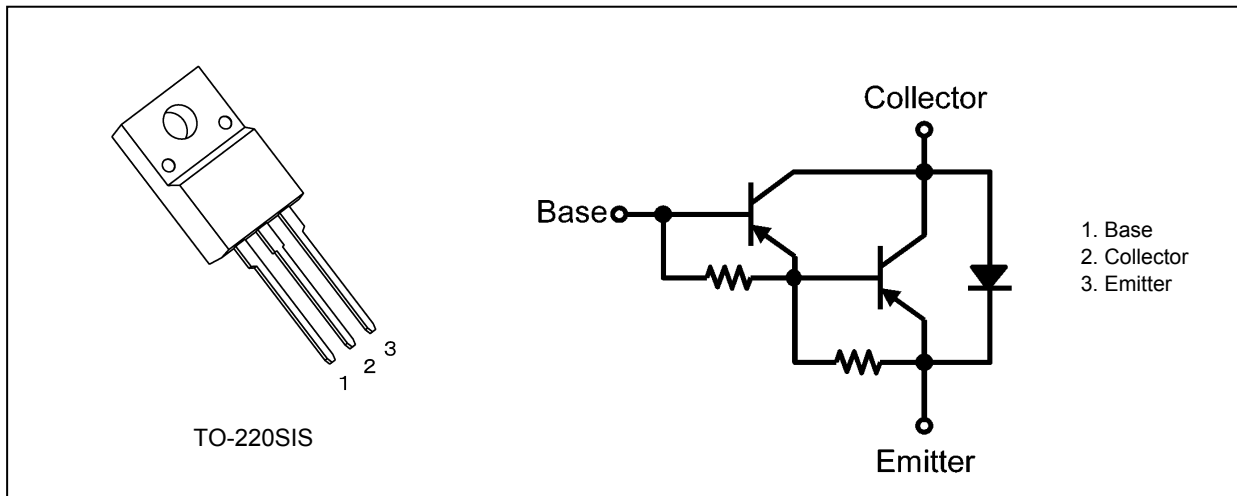 1
2
3
TO-220SIS
Collector
Base
Emitter
1. Base
2. Collector
3. Emitter